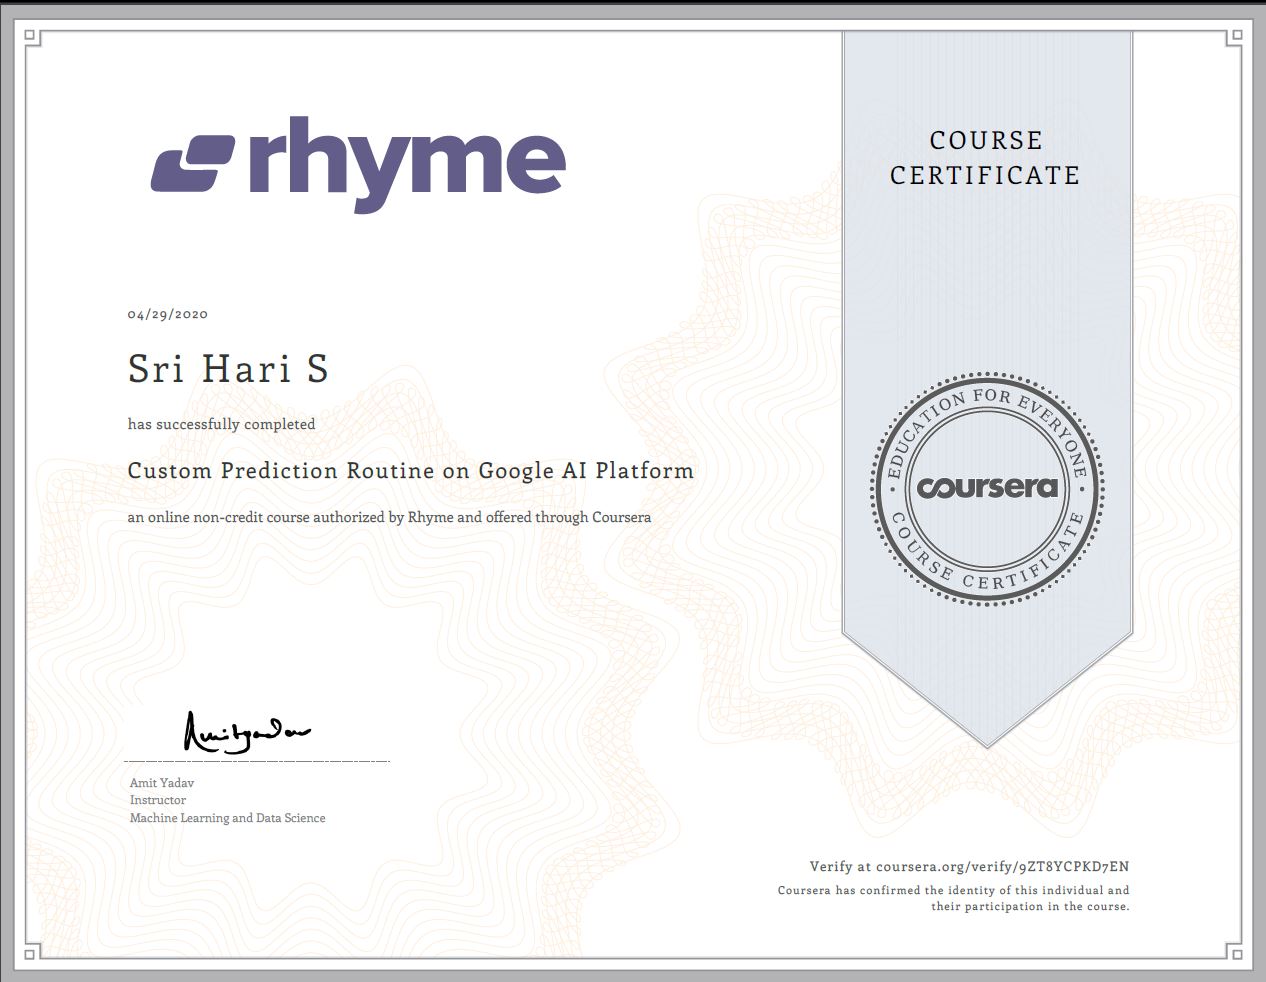 rhyme
COURSE
CERTIFICATE
04/29/2020
Sri Hari S
has successfully completed
Custom Prediction Routine on Google AI Platform
an online non-credit course authorized by Rhyme and offered through Coursera
EDUCATION FOR EVERYONE
coursera
COURSE CERTIFICATE
Amit Yadav
Amit Yadav
Instructor
Machine Learning and Data Science
Verify at coursera.org/verify/9ZT8YCPKD7EN
Coursera has confirmed the identity of this individual and
their participation in the course.